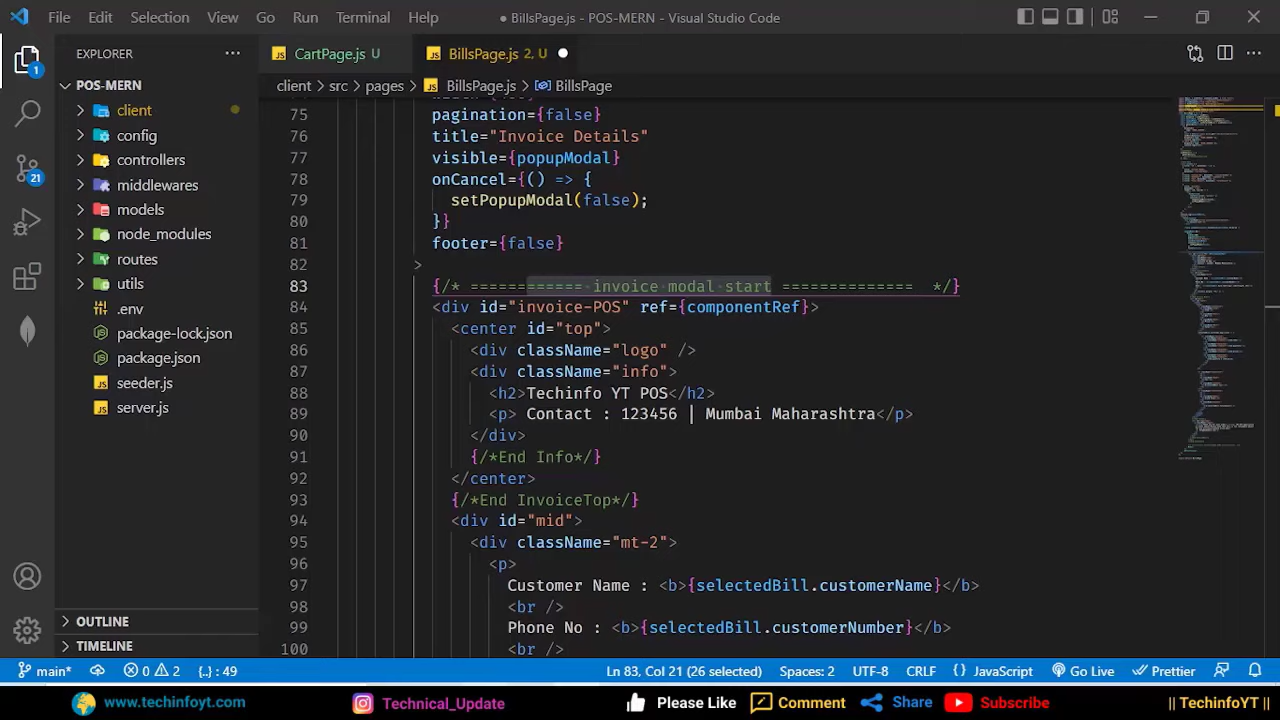 File Edit Selection View Go Run Terminal Help ● BillsPage.js - POS-MERN - Visual Studio Code
EXPLORER ···
CartPage.js U
BillsPage.js 2, U
client > src > pages > BillsPage.js > BillsPage
1
21
POS-MERN
client
config
controllers
middlewares
models
node_modules
routes
utils
.env
package-lock.json
package.json
seeder.js
server.js
OUTLINE
TIMELINE
75 pagination={false}
76 title="Invoice Details"
77 visible={popupModal}
78 onCancel={() => {
79 setPopupModal(false);
80 }}
81 footer={false}
82 >
83 {/* ============ invoice modal start ============== */}
84 <div id="invoice-POS" ref={componentRef}>
85 <center id="top">
86 <div className="logo" />
87 <div className="info">
88 <h2>Techinfo YT POS</h2>
89 <p> Contact : 123456 | Mumbai Maharashtra</p>
90 </div>
91 {/*End Info*/}
92 </center>
93 {/*End InvoiceTop*/}
94 <div id="mid">
95 <div className="mt-2">
96 <p>
97 Customer Name : <b>{selectedBill.customerName}</b>
98 <br />
99 Phone No : <b>{selectedBill.customerNumber}</b>
100 <br />
main* 0 2 {..} : 49 Ln 83, Col 21 (26 selected) Spaces: 2 UTF-8 CRLF {} JavaScript Go Live Prettier
www.techinfoyt.com Technical_Update Please Like Comment Share Subscribe || TechinfoYT ||